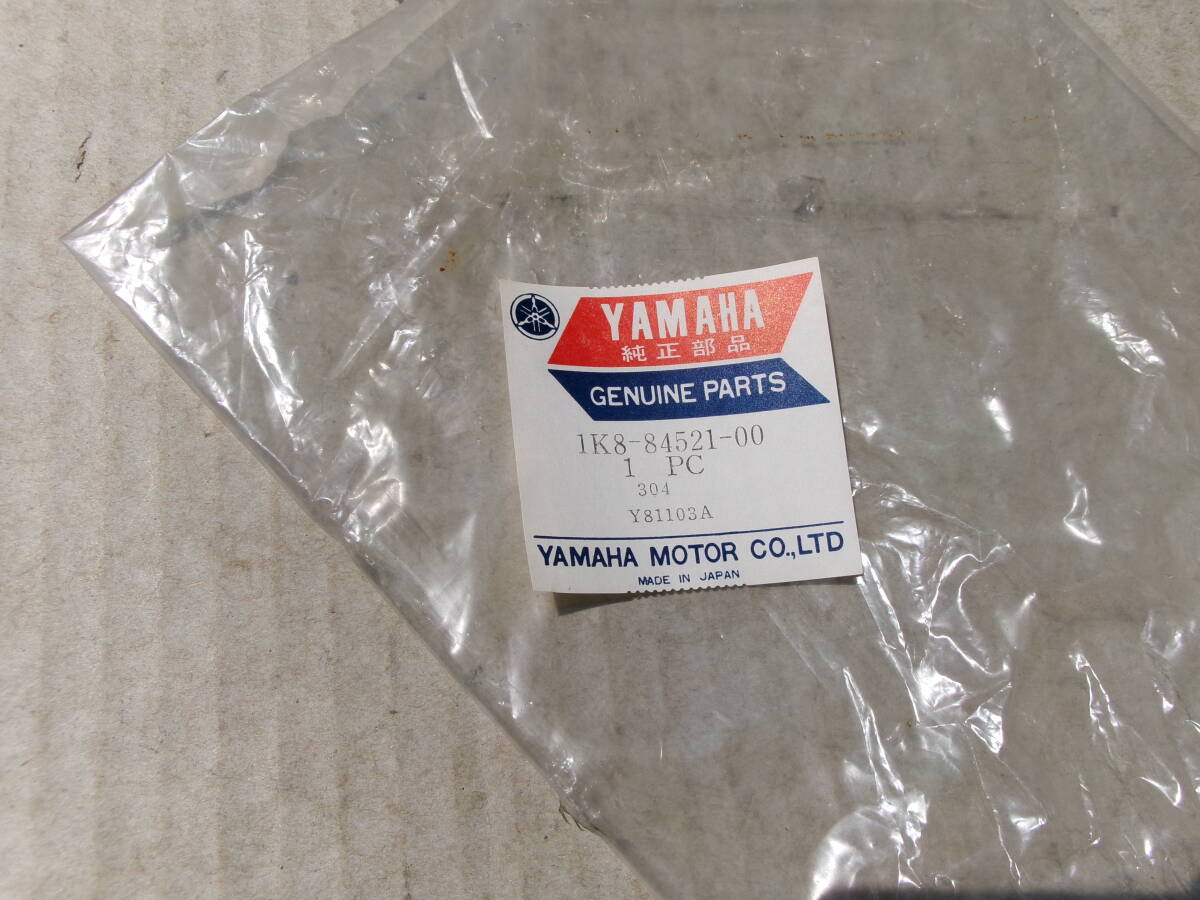 YAMAHA
純正部品
GENUINE PARTS
1K8-84521-00
1 PC
304
Y81103A
YAMAHA MOTOR CO.,LTD
MADE IN JAPAN